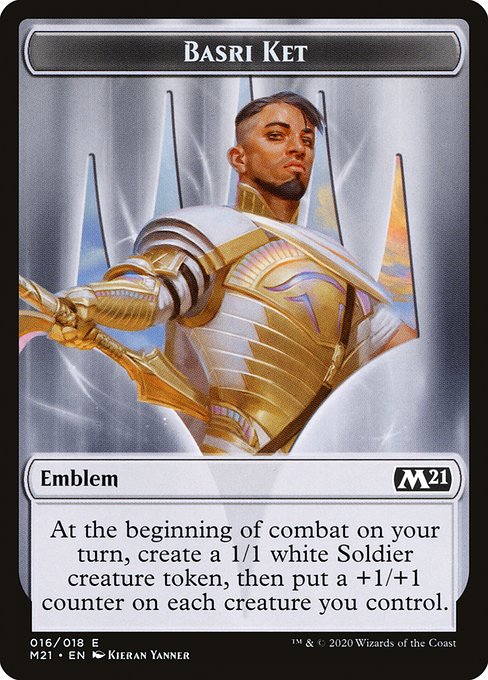 Basri Ket
Emblem
M21
At the beginning of combat on your
turn, create a 1/1 white Soldier
creature token, then put a +1/+1
counter on each creature you control.
016/018 E
™ & © 2020 Wizards of the Coast
M21 • EN Kieran Yanner